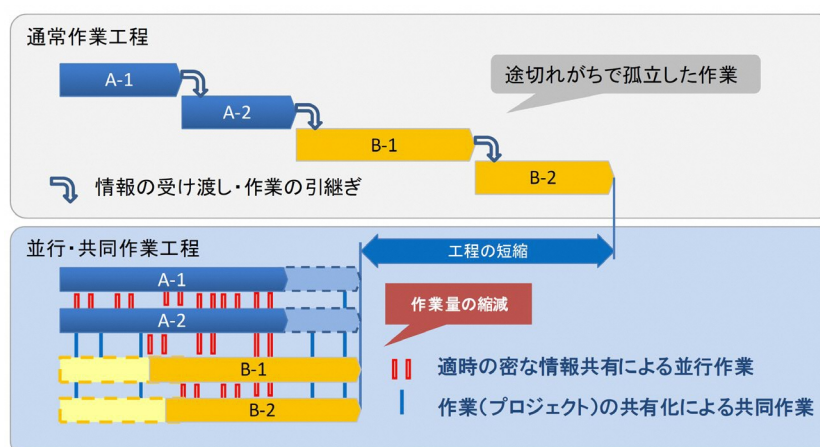 通常作業工程
A-1
途切れがちで孤立した作業
A-2
B-1
B-2
情報の受け渡し・作業の引継ぎ
並行・共同作業工程
工程の短縮
A-1
作業量の縮減
A-2
B-1
適時の密な情報共有による並行作業
B-2
作業(プロジェクト)の共有化による共同作業